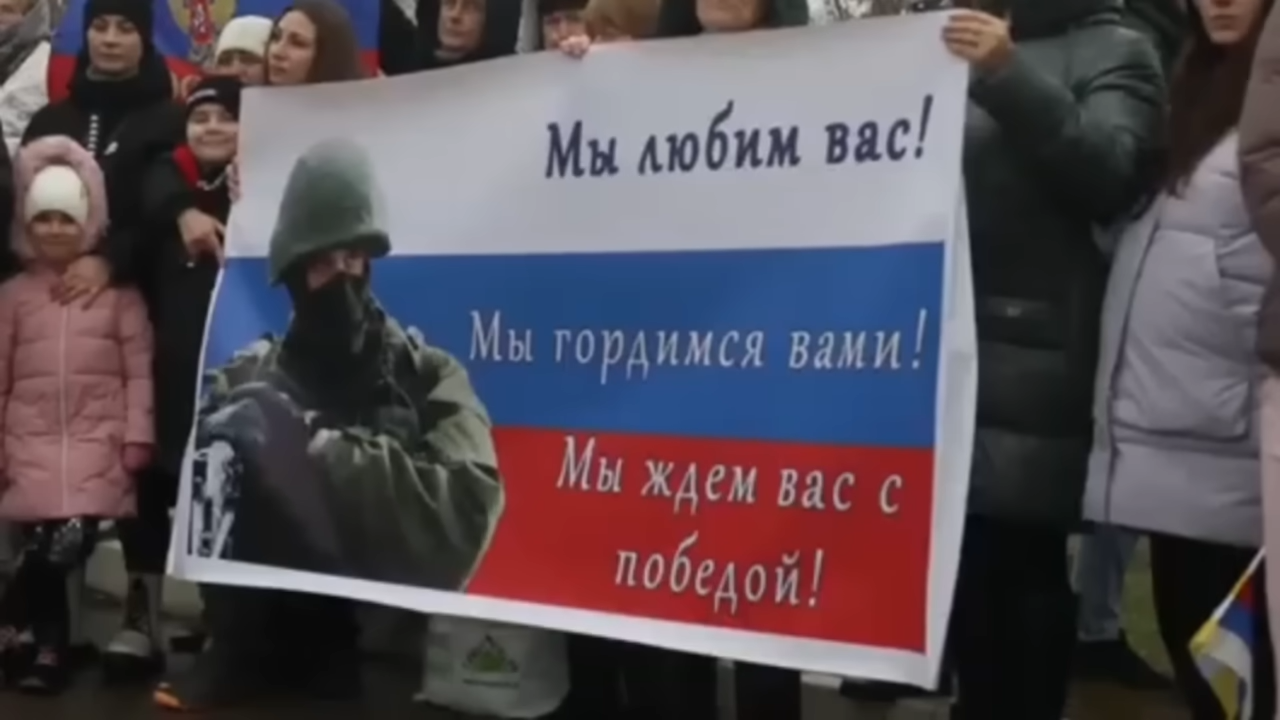 Мы любим вас!
Мы гордимся вами!
Мы ждем вас с
победой!